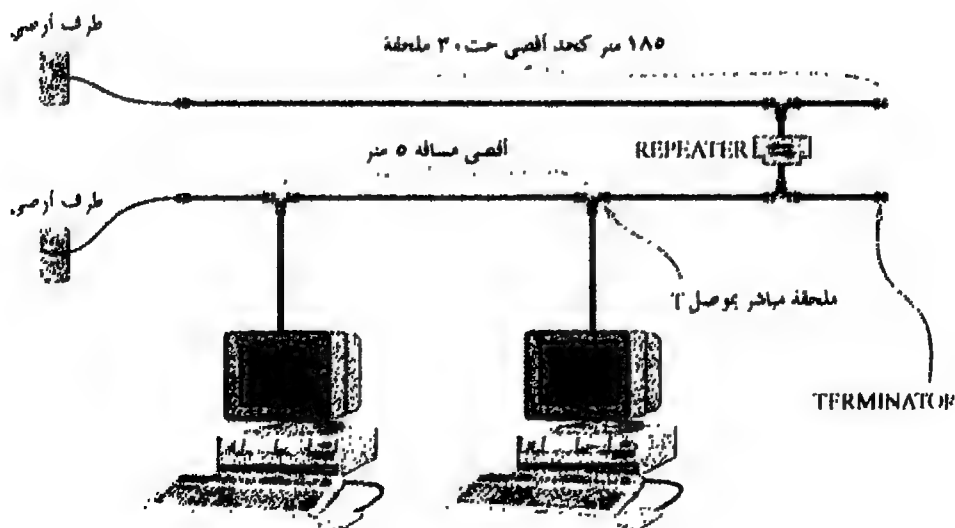 طرف أرضي
١٨٥ متر كحد أقصى حتى ٣٠ ملحقة
REPEATER
أقصى مسافة ٥ متر
طرف أرضي
ملحقة مباشر بموصل T
TERMINATOR